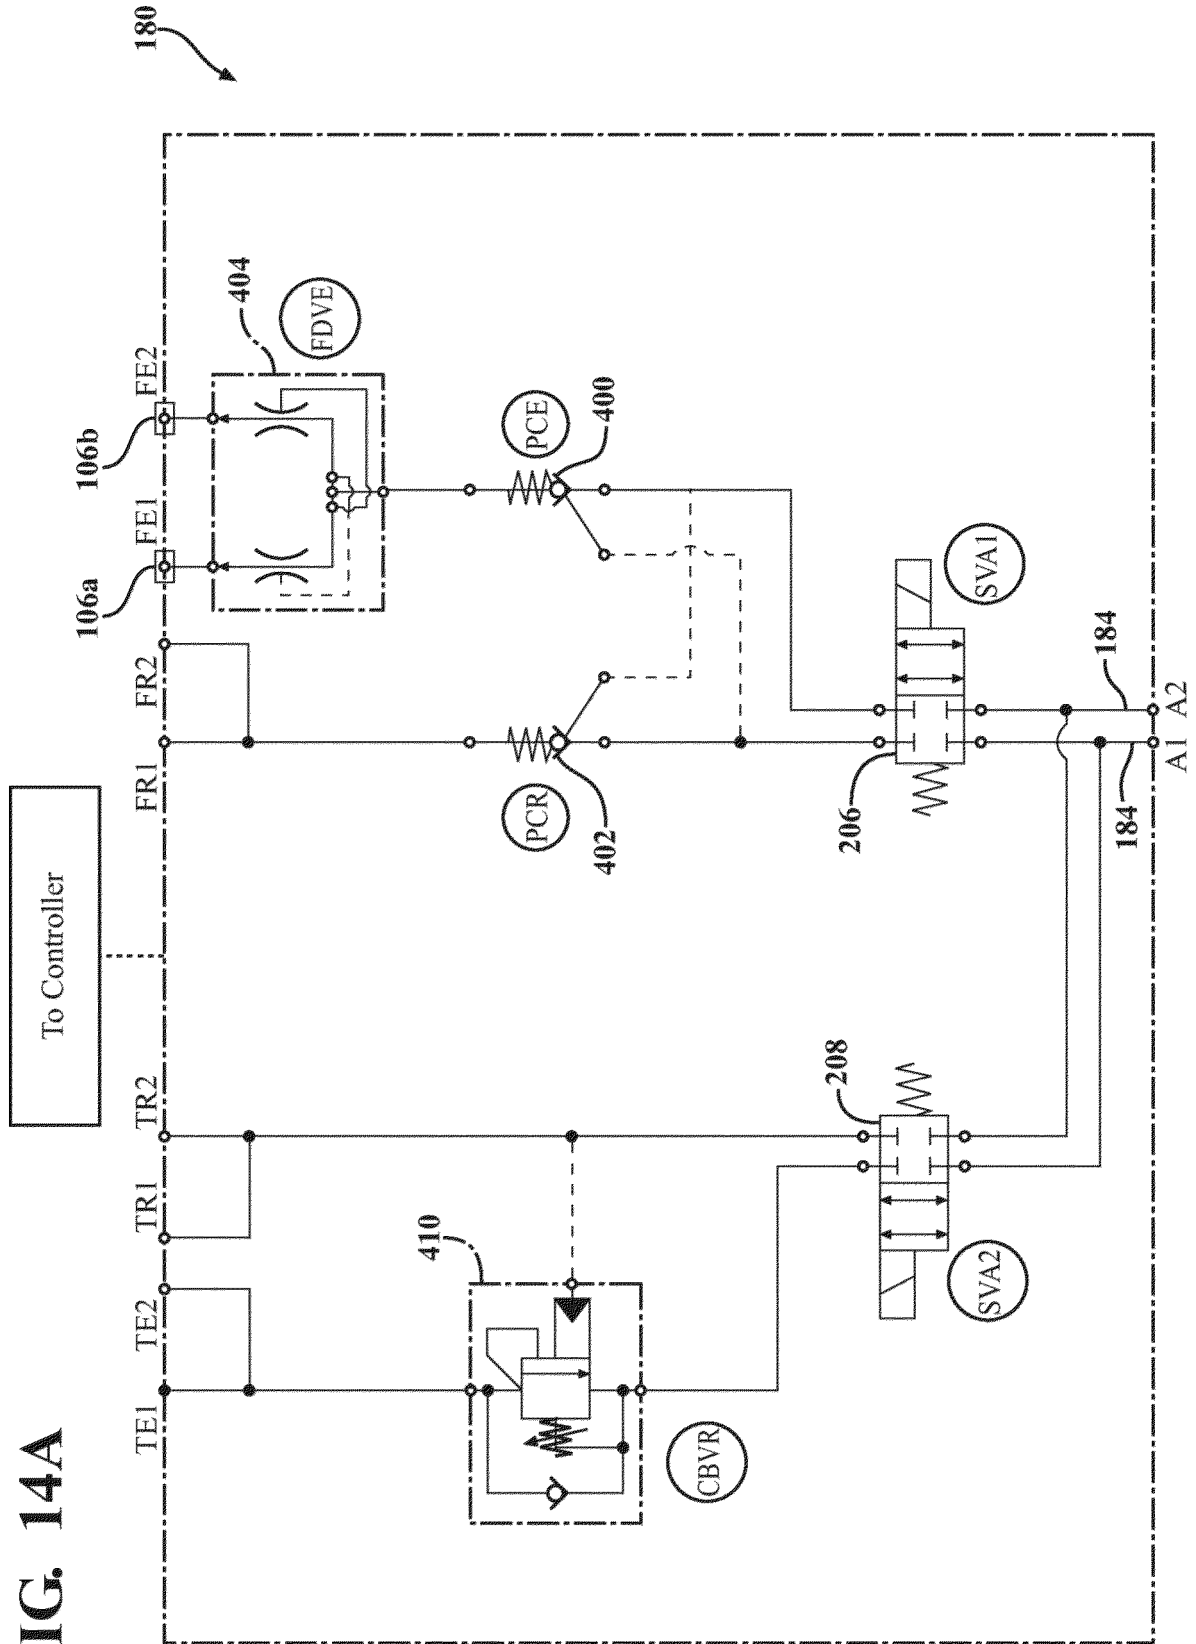 IG. 14A
180
To Controller
TE1
TE2
TR1
TR2
FR1
FR2
FE1
FE2
106a
106b
404
FDVE
PCE
400
PCR
402
410
CBVR
SVA1
206
208
SVA2
184
184
A1
A2